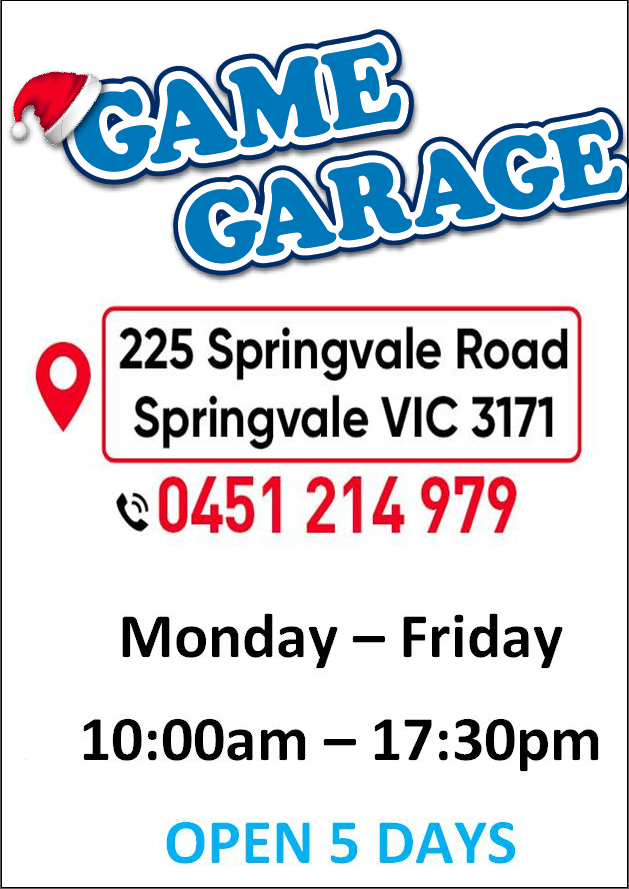 GAME
GARAGE
225 Springvale Road
Springvale VIC 3171
0451 214 979
Monday – Friday
10:00am – 17:30pm
OPEN 5 DAYS